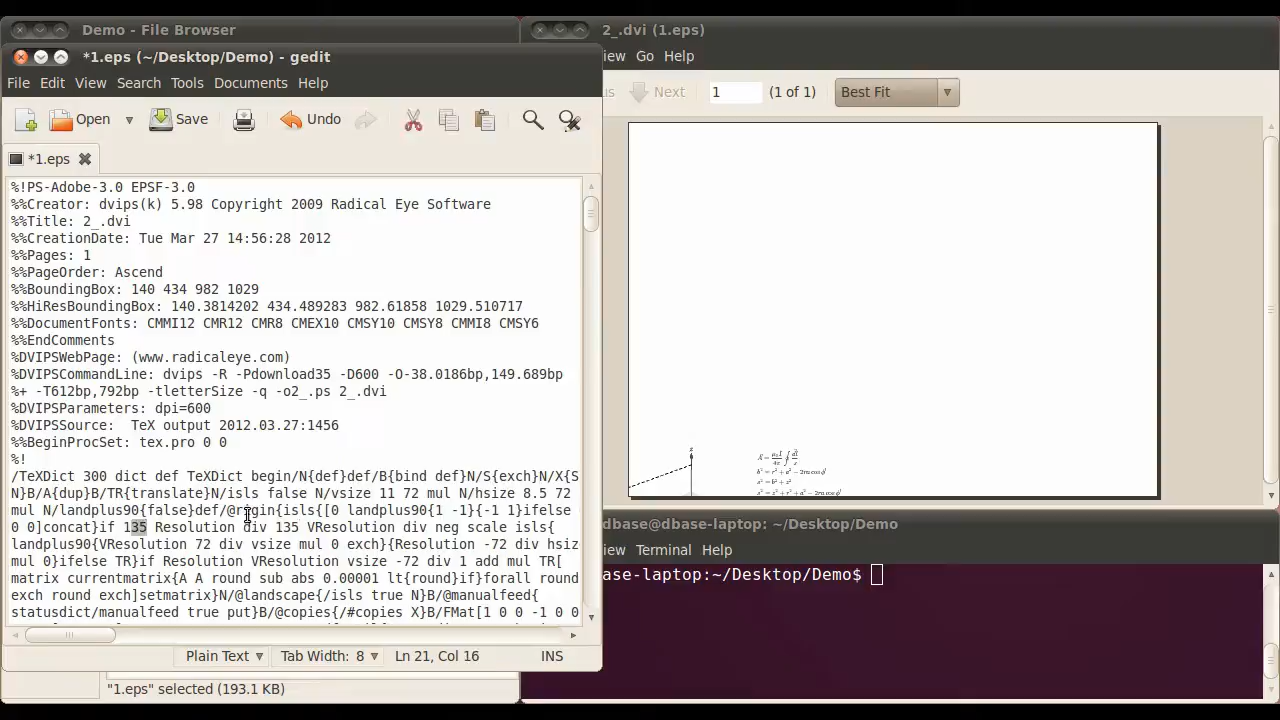 Demo - File Browser
2_.dvi (1.eps)
*1.eps (~/Desktop/Demo) - gedit
iew Go Help
File Edit View Search Tools Documents Help
us Next 1 (1 of 1) Best Fit
Open Save Undo
*1.eps
%!PS-Adobe-3.0 EPSF-3.0
%%Creator: dvips(k) 5.98 Copyright 2009 Radical Eye Software
%%Title: 2_.dvi
%%CreationDate: Tue Mar 27 14:56:28 2012
%%Pages: 1
%%PageOrder: Ascend
%%BoundingBox: 140 434 982 1029
%%HiResBoundingBox: 140.3814202 434.489283 982.61858 1029.510717
%%DocumentFonts: CMMI12 CMR12 CMR8 CMEX10 CMSY10 CMSY8 CMMI8 CMSY6
%%EndComments
%DVIPSWebPage: (www.radicaleye.com)
%DVIPSCommandLine: dvips -R -Pdownload35 -D600 -O-38.0186bp,149.689bp
%+ -T612bp,792bp -tletterSize -q -o2_.ps 2_.dvi
%DVIPSParameters: dpi=600
%DVIPSSource:  TeX output 2012.03.27:1456
%%BeginProcSet: tex.pro 0 0
%!
/TeXDict 300 dict def TeXDict begin/N{def}def/B{bind def}N/S{exch}N/X{S
N}B/A{dup}B/TR{translate}N/isls false N/vsize 11 72 mul N/hsize 8.5 72
mul N/landplus90{false}def/@rigin{isls{[0 landplus90{1 -1}{-1 1}ifelse
0 0]concat}if 135 Resolution div 135 VResolution div neg scale isls{
landplus90{VResolution 72 div vsize mul 0 exch}{Resolution -72 div hsiz
mul 0}ifelse TR}if Resolution VResolution vsize -72 div 1 add mul TR[
matrix currentmatrix{A A round sub abs 0.00001 lt{round}if}forall round
exch round exch]setmatrix}N/@landscape{/isls true N}B/@manualfeed{
statusdict/manualfeed true put}B/@copies{/#copies X}B/FMat[1 0 0 -1 0 0
Plain Text Tab Width: 8 Ln 21, Col 16 INS
"1.eps" selected (193.1 KB)
dbase@dbase-laptop: ~/Desktop/Demo
iew Terminal Help
ase-laptop:~/Desktop/Demo$